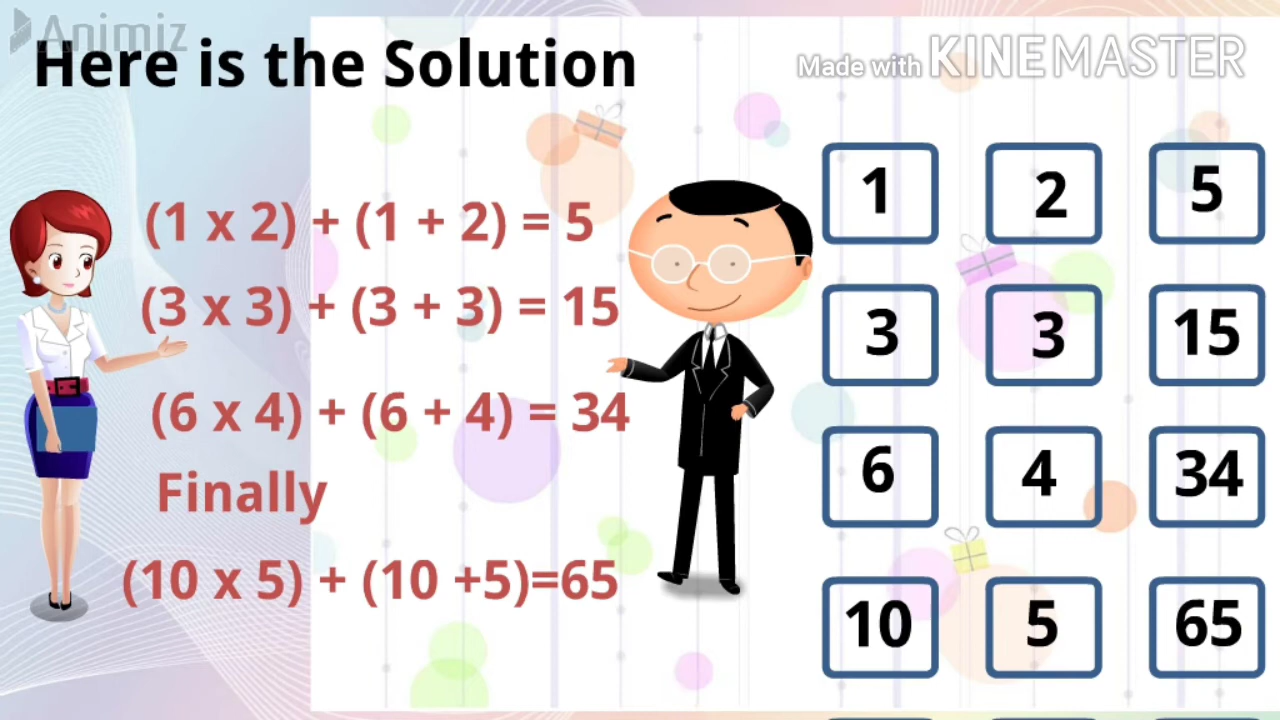 Animiz
Here is the Solution
Made with KINEMASTER
(1 x 2) + (1 + 2) = 5
(3 x 3) + (3 + 3) = 15
(6 x 4) + (6 + 4) = 34
Finally
(10 x 5) + (10 +5)=65
1 2 5
3 3 15
6 4 34
10 5 65